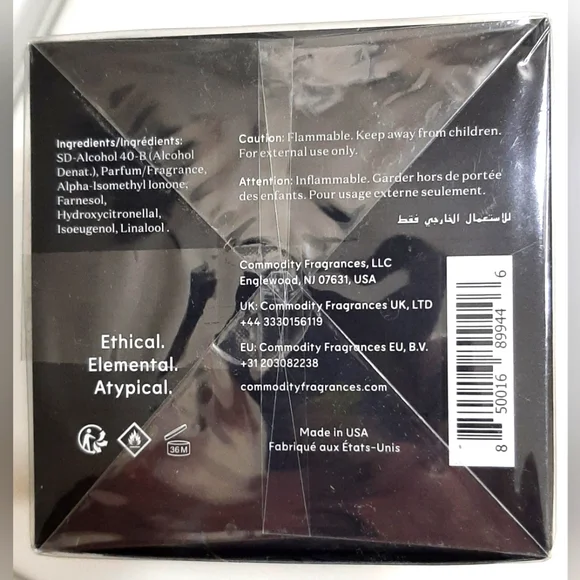 Ingredients/Ingrédients:
SD-Alcohol 40-B (Alcohol
Denat.), Parfum/Fragrance,
Alpha-Isomethyl Ionone,
Farnesol,
Hydroxycitronellal,
Isoeugenol, Linalool.
Caution: Flammable. Keep away from children.
For external use only.
Attention: Inflammable. Garder hors de portée
des enfants. Pour usage externe seulement.
للاستعمال الخارجي فقط
Commodity Fragrances, LLC
Englewood, NJ 07631, USA
UK: Commodity Fragrances UK, LTD
+44 3330156119
EU: Commodity Fragrances EU, B.V.
+31 203082238
commodityfragrances.com
Ethical.
Elemental.
Atypical.
36 M
Made in USA
Fabriqué aux États-Unis
8 50016 89944 6